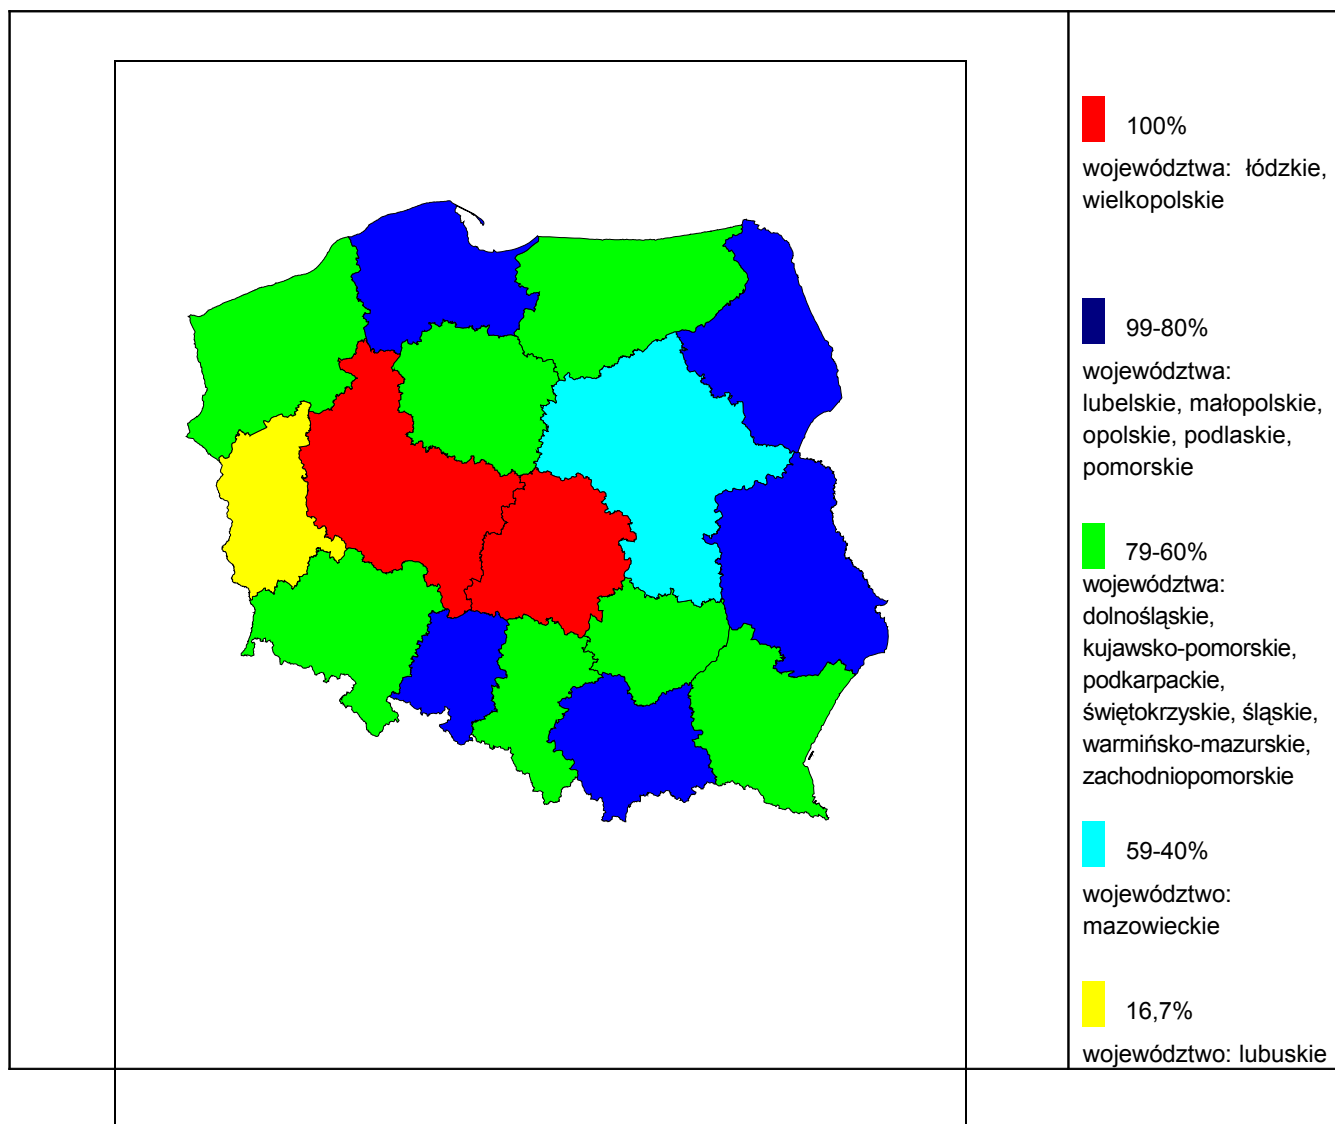 100%
województwa: łódzkie,
wielkopolskie
99-80%
województwa:
lubelskie, małopolskie,
opolskie, podlaskie,
pomorskie
79-60%
województwa:
dolnośląskie,
kujawsko-pomorskie,
podkarpackie,
świętokrzyskie, śląskie,
warmińsko-mazurskie,
zachodniopomorskie
59-40%
województwo:
mazowieckie
16,7%
województwo: lubuskie